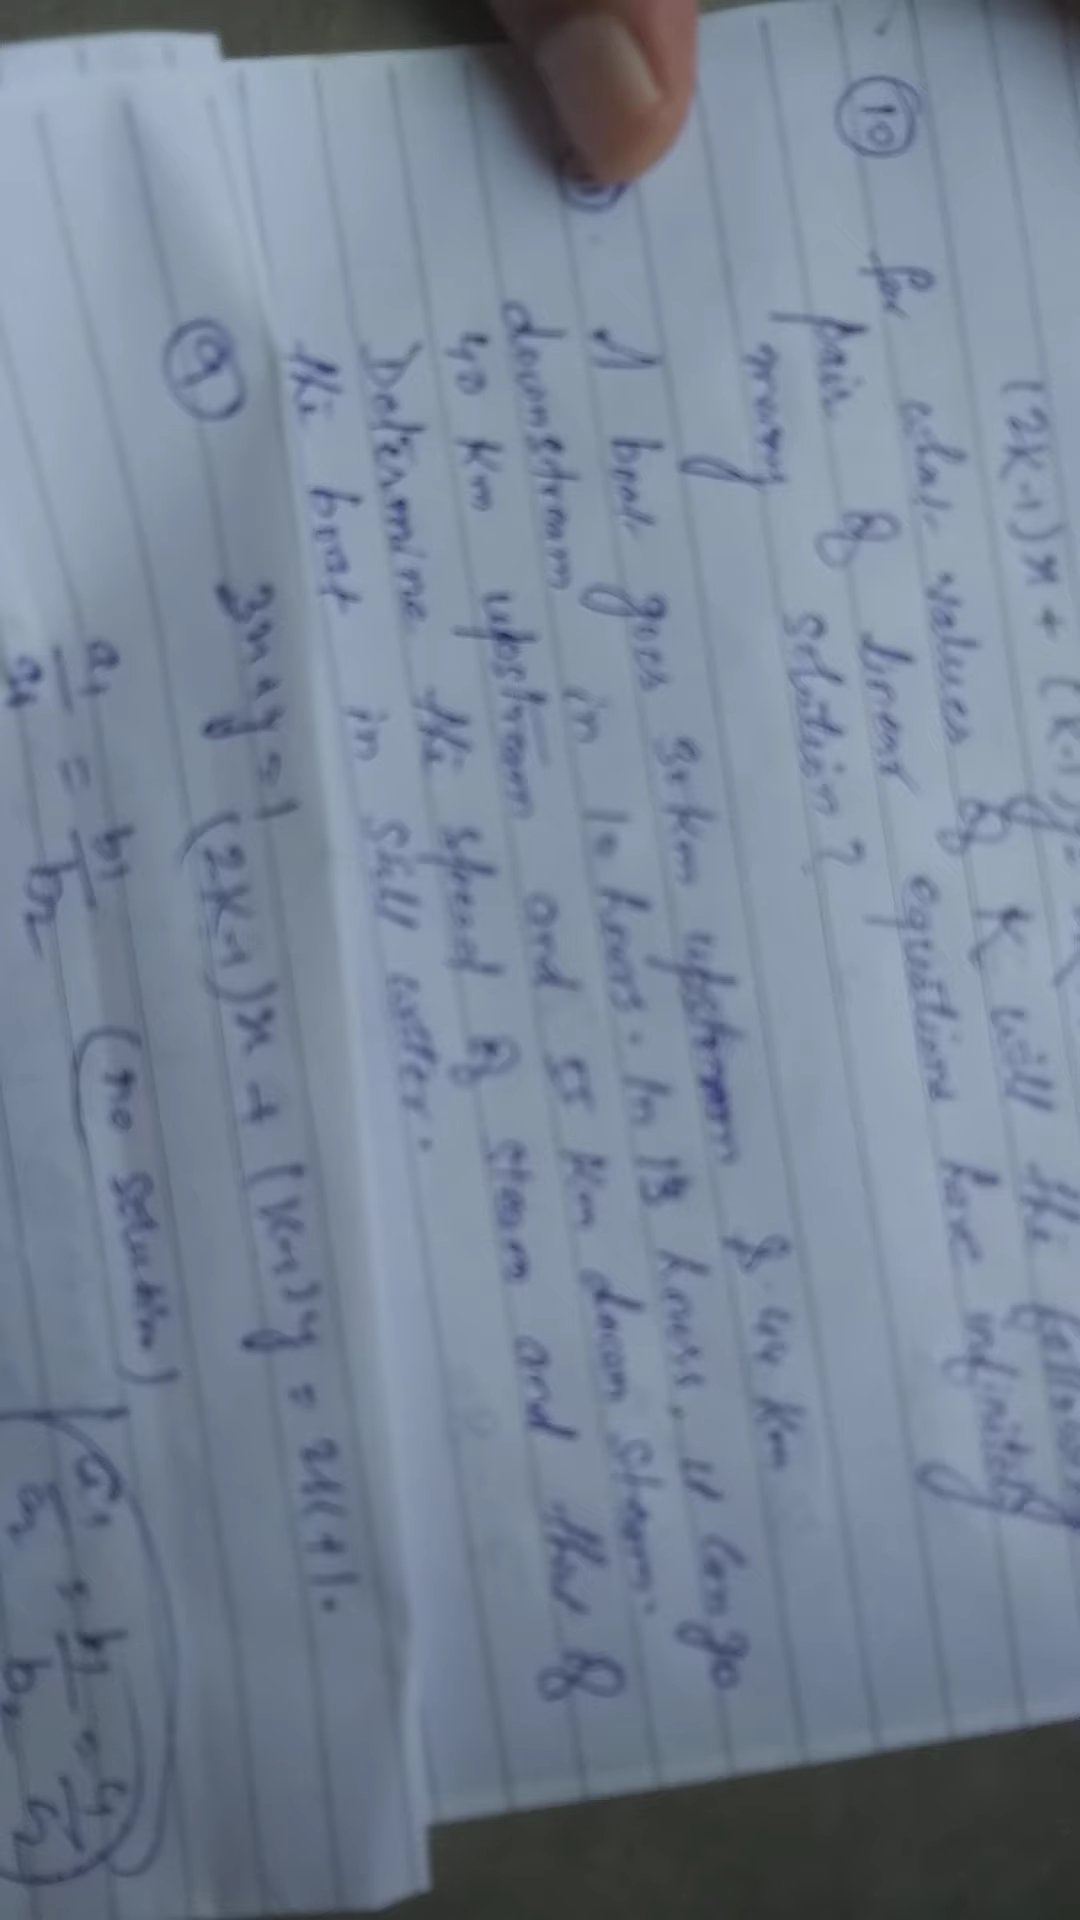 (2K-1)x + (K-1)y=
10 for what values of K will the following
pair of linear equations have infinitely
many solution?
A boat goes 30km upstream & 44 Km
downstream in 10 hours. In 13 hours, it can go
40 Km upstream and 55 Km down stream.
Determine the speed of steam and that of
the boat in still water.
9 3x+y=1 (2K-1)x + (K-1)y = 2K+1.
a1/a2 = b1/b2 (no solution) a1/a2 = b1/b2 = c1/c2